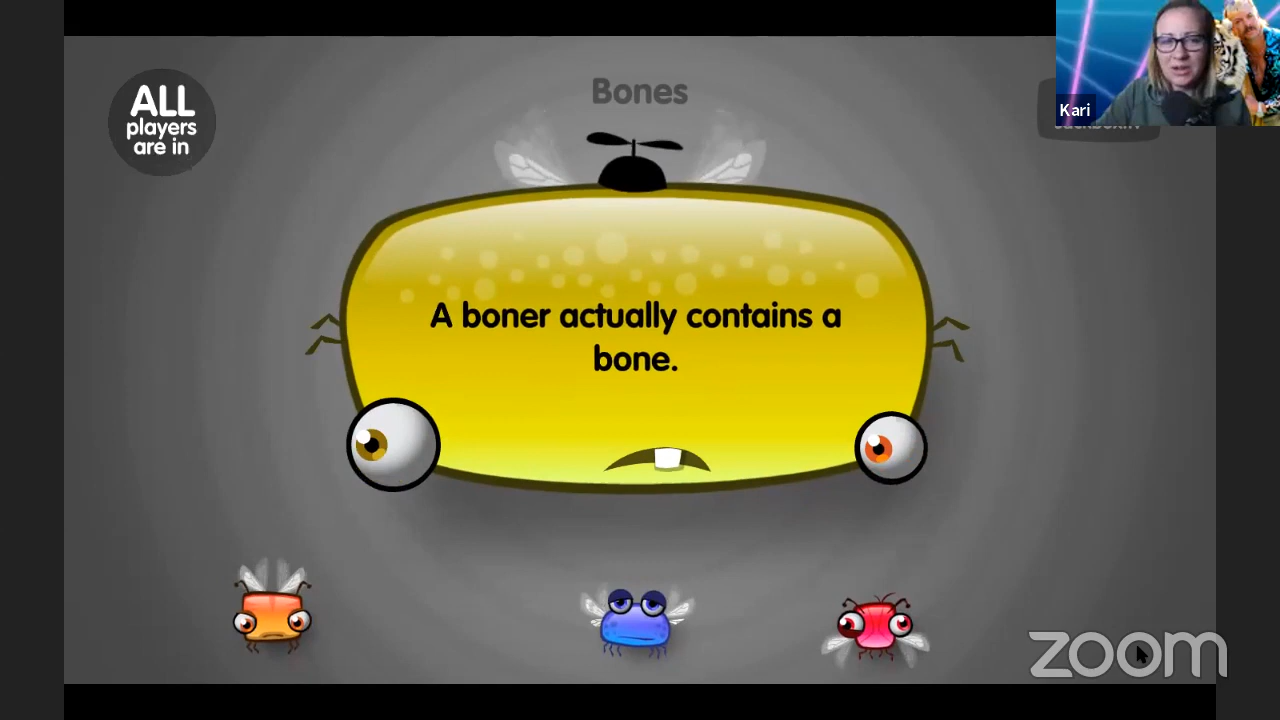 Bones
ALL
players
are in
Kari
A boner actually contains a
bone.
zoom